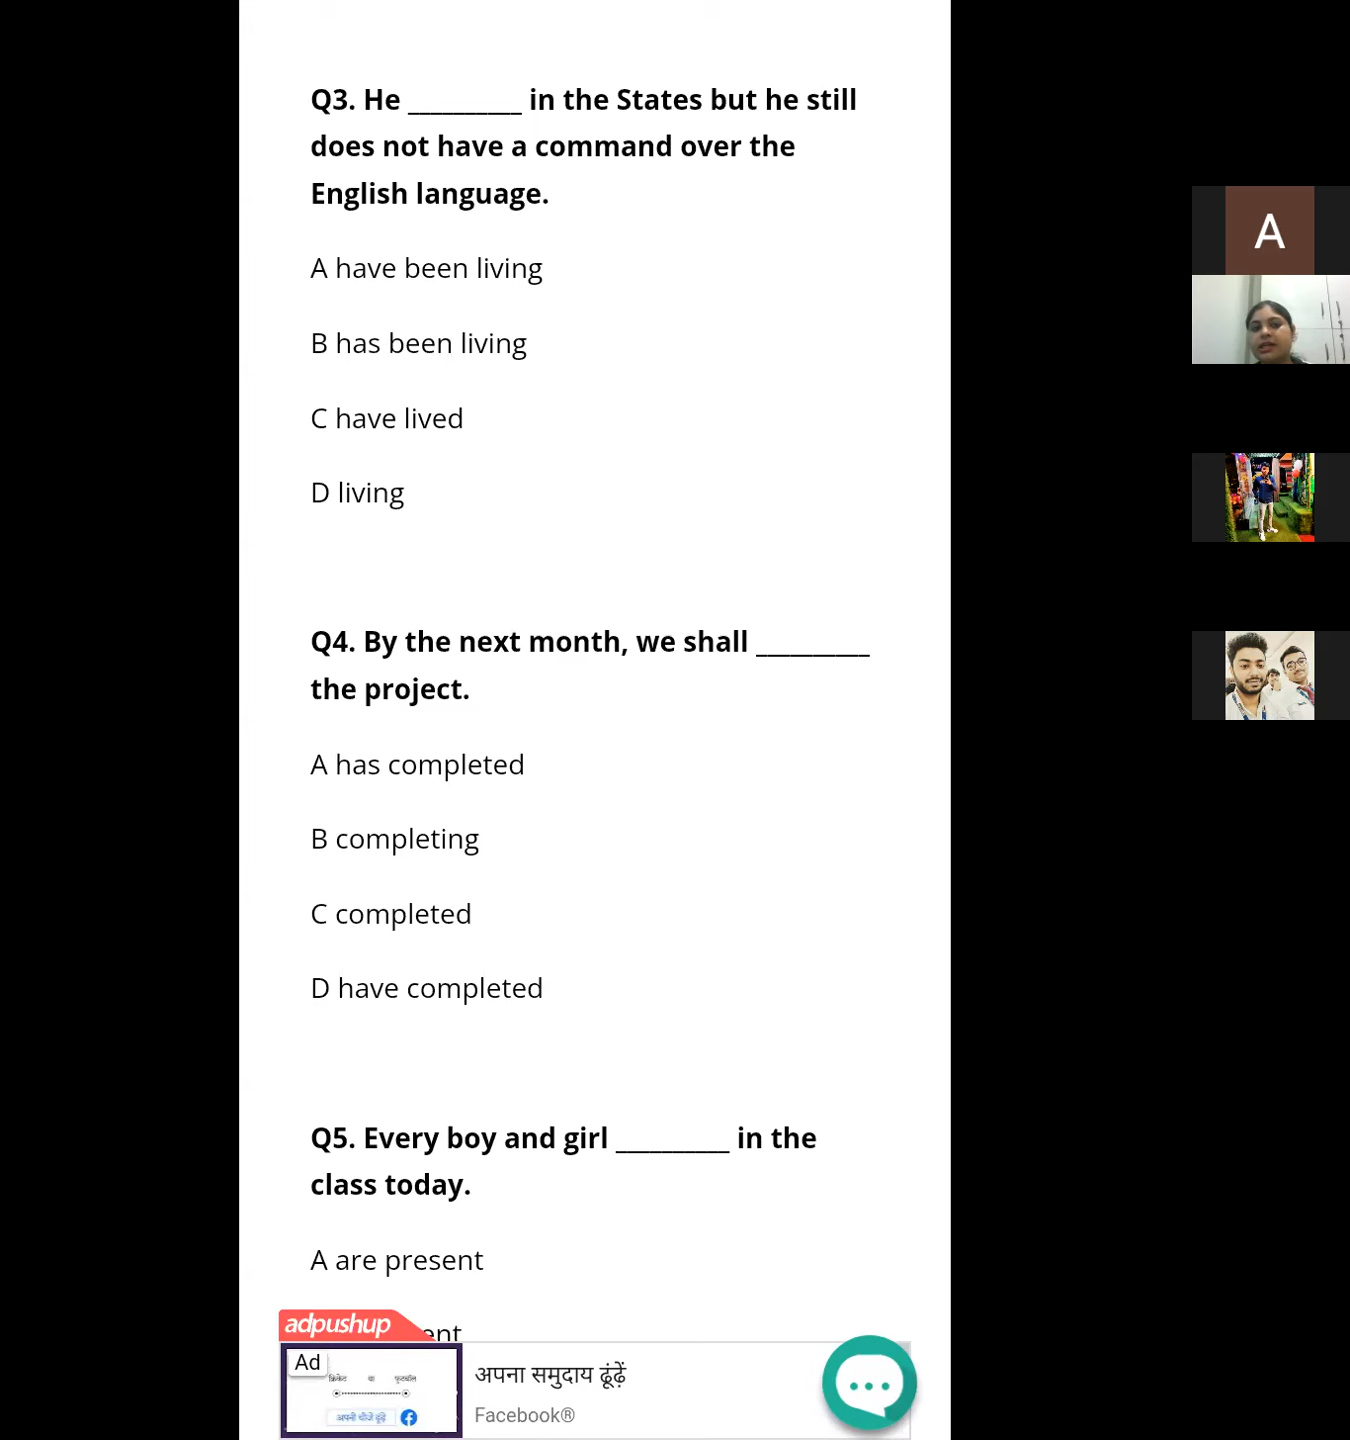 Q3. He ________ in the States but he still
does not have a command over the
English language.
A have been living
B has been living
C have lived
D living
Q4. By the next month, we shall ________
the project.
A has completed
B completing
C completed
D have completed
Q5. Every boy and girl ________ in the
class today.
A are present
adpushup
ent
Ad
क्रिकेट या फुटबॉल
अपनी चीजें ढूंढ़ें
अपना समुदाय ढूंढ़ें
Facebook®
A